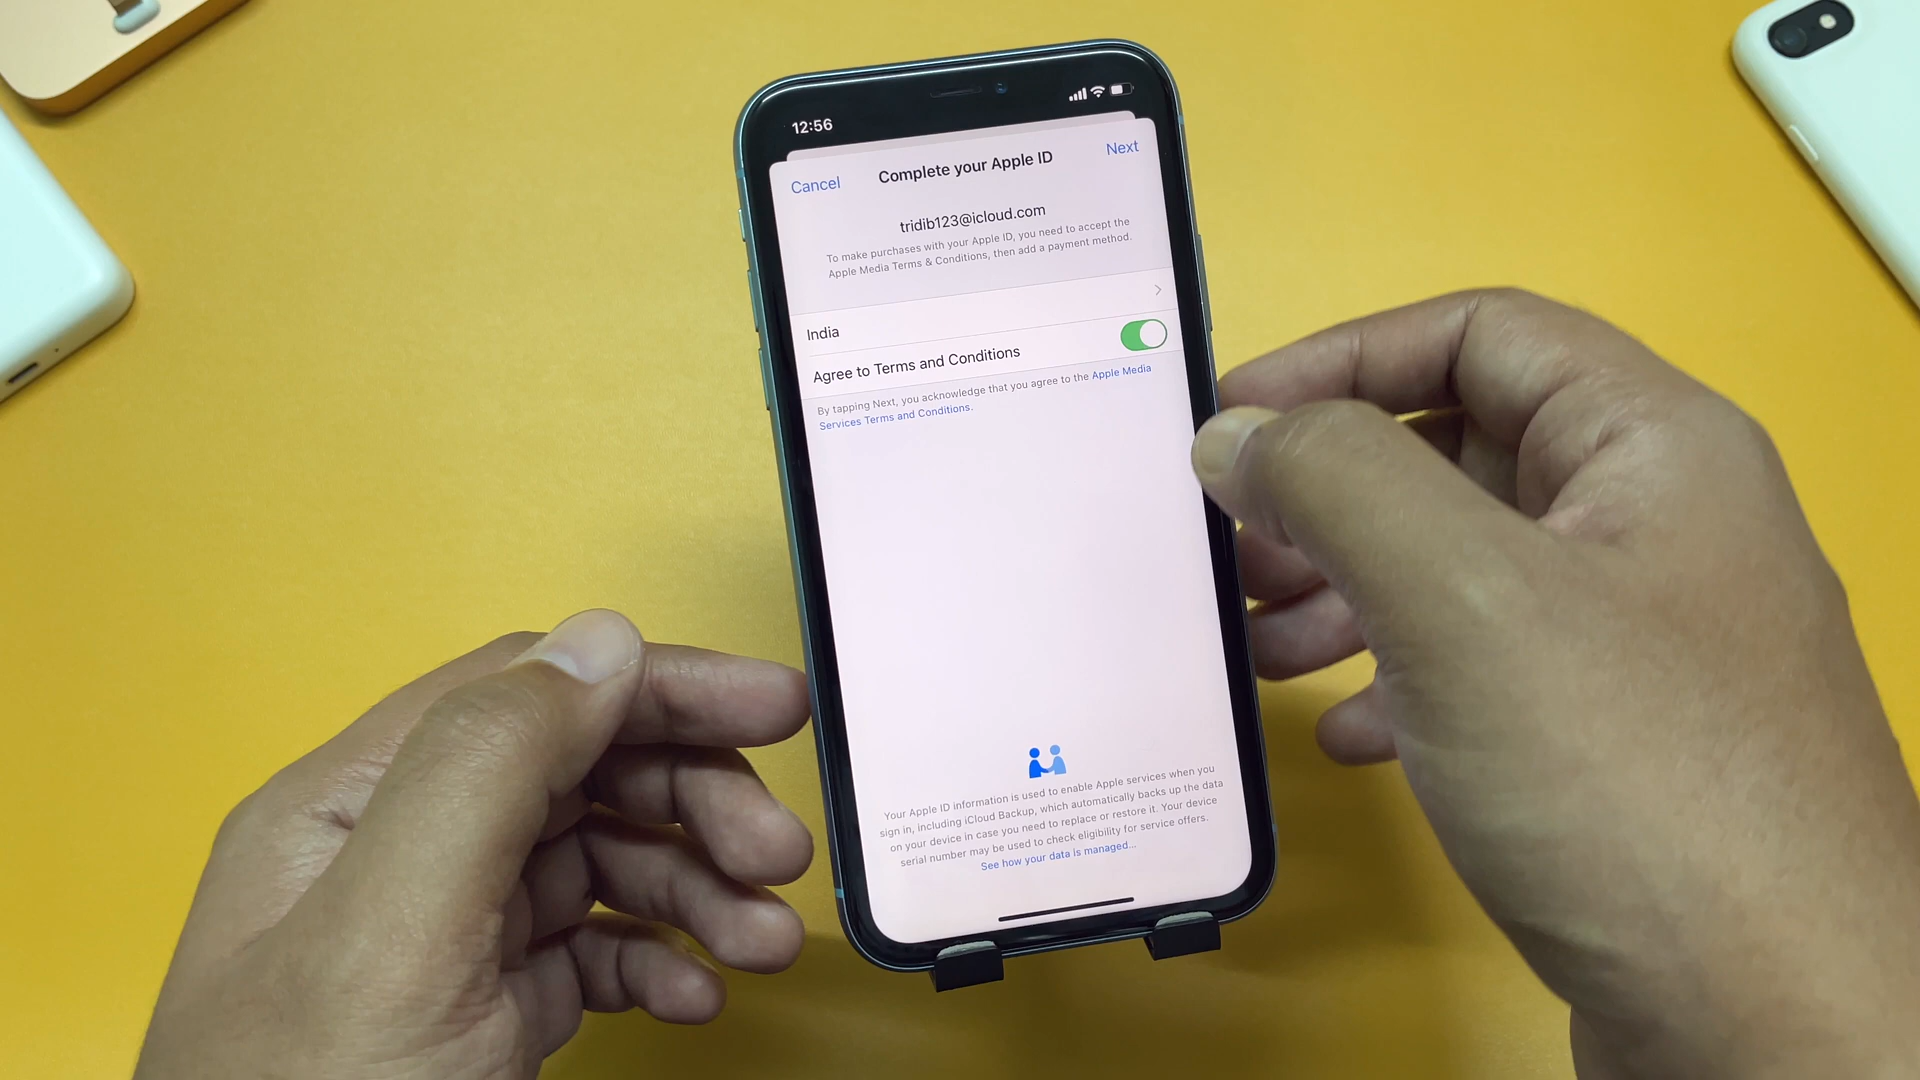 12:56
Cancel
Complete your Apple ID
Next
tridib123@icloud.com
To make purchases with your Apple ID, you need to accept the
Apple Media Terms & Conditions, then add a payment method.
India
Agree to Terms and Conditions
By tapping Next, you acknowledge that you agree to the Apple Media
Services Terms and Conditions.
Your Apple ID information is used to enable Apple services when you
sign in, including iCloud Backup, which automatically backs up the data
on your device in case you need to replace or restore it. Your device
serial number may be used to check eligibility for service offers.
See how your data is managed...